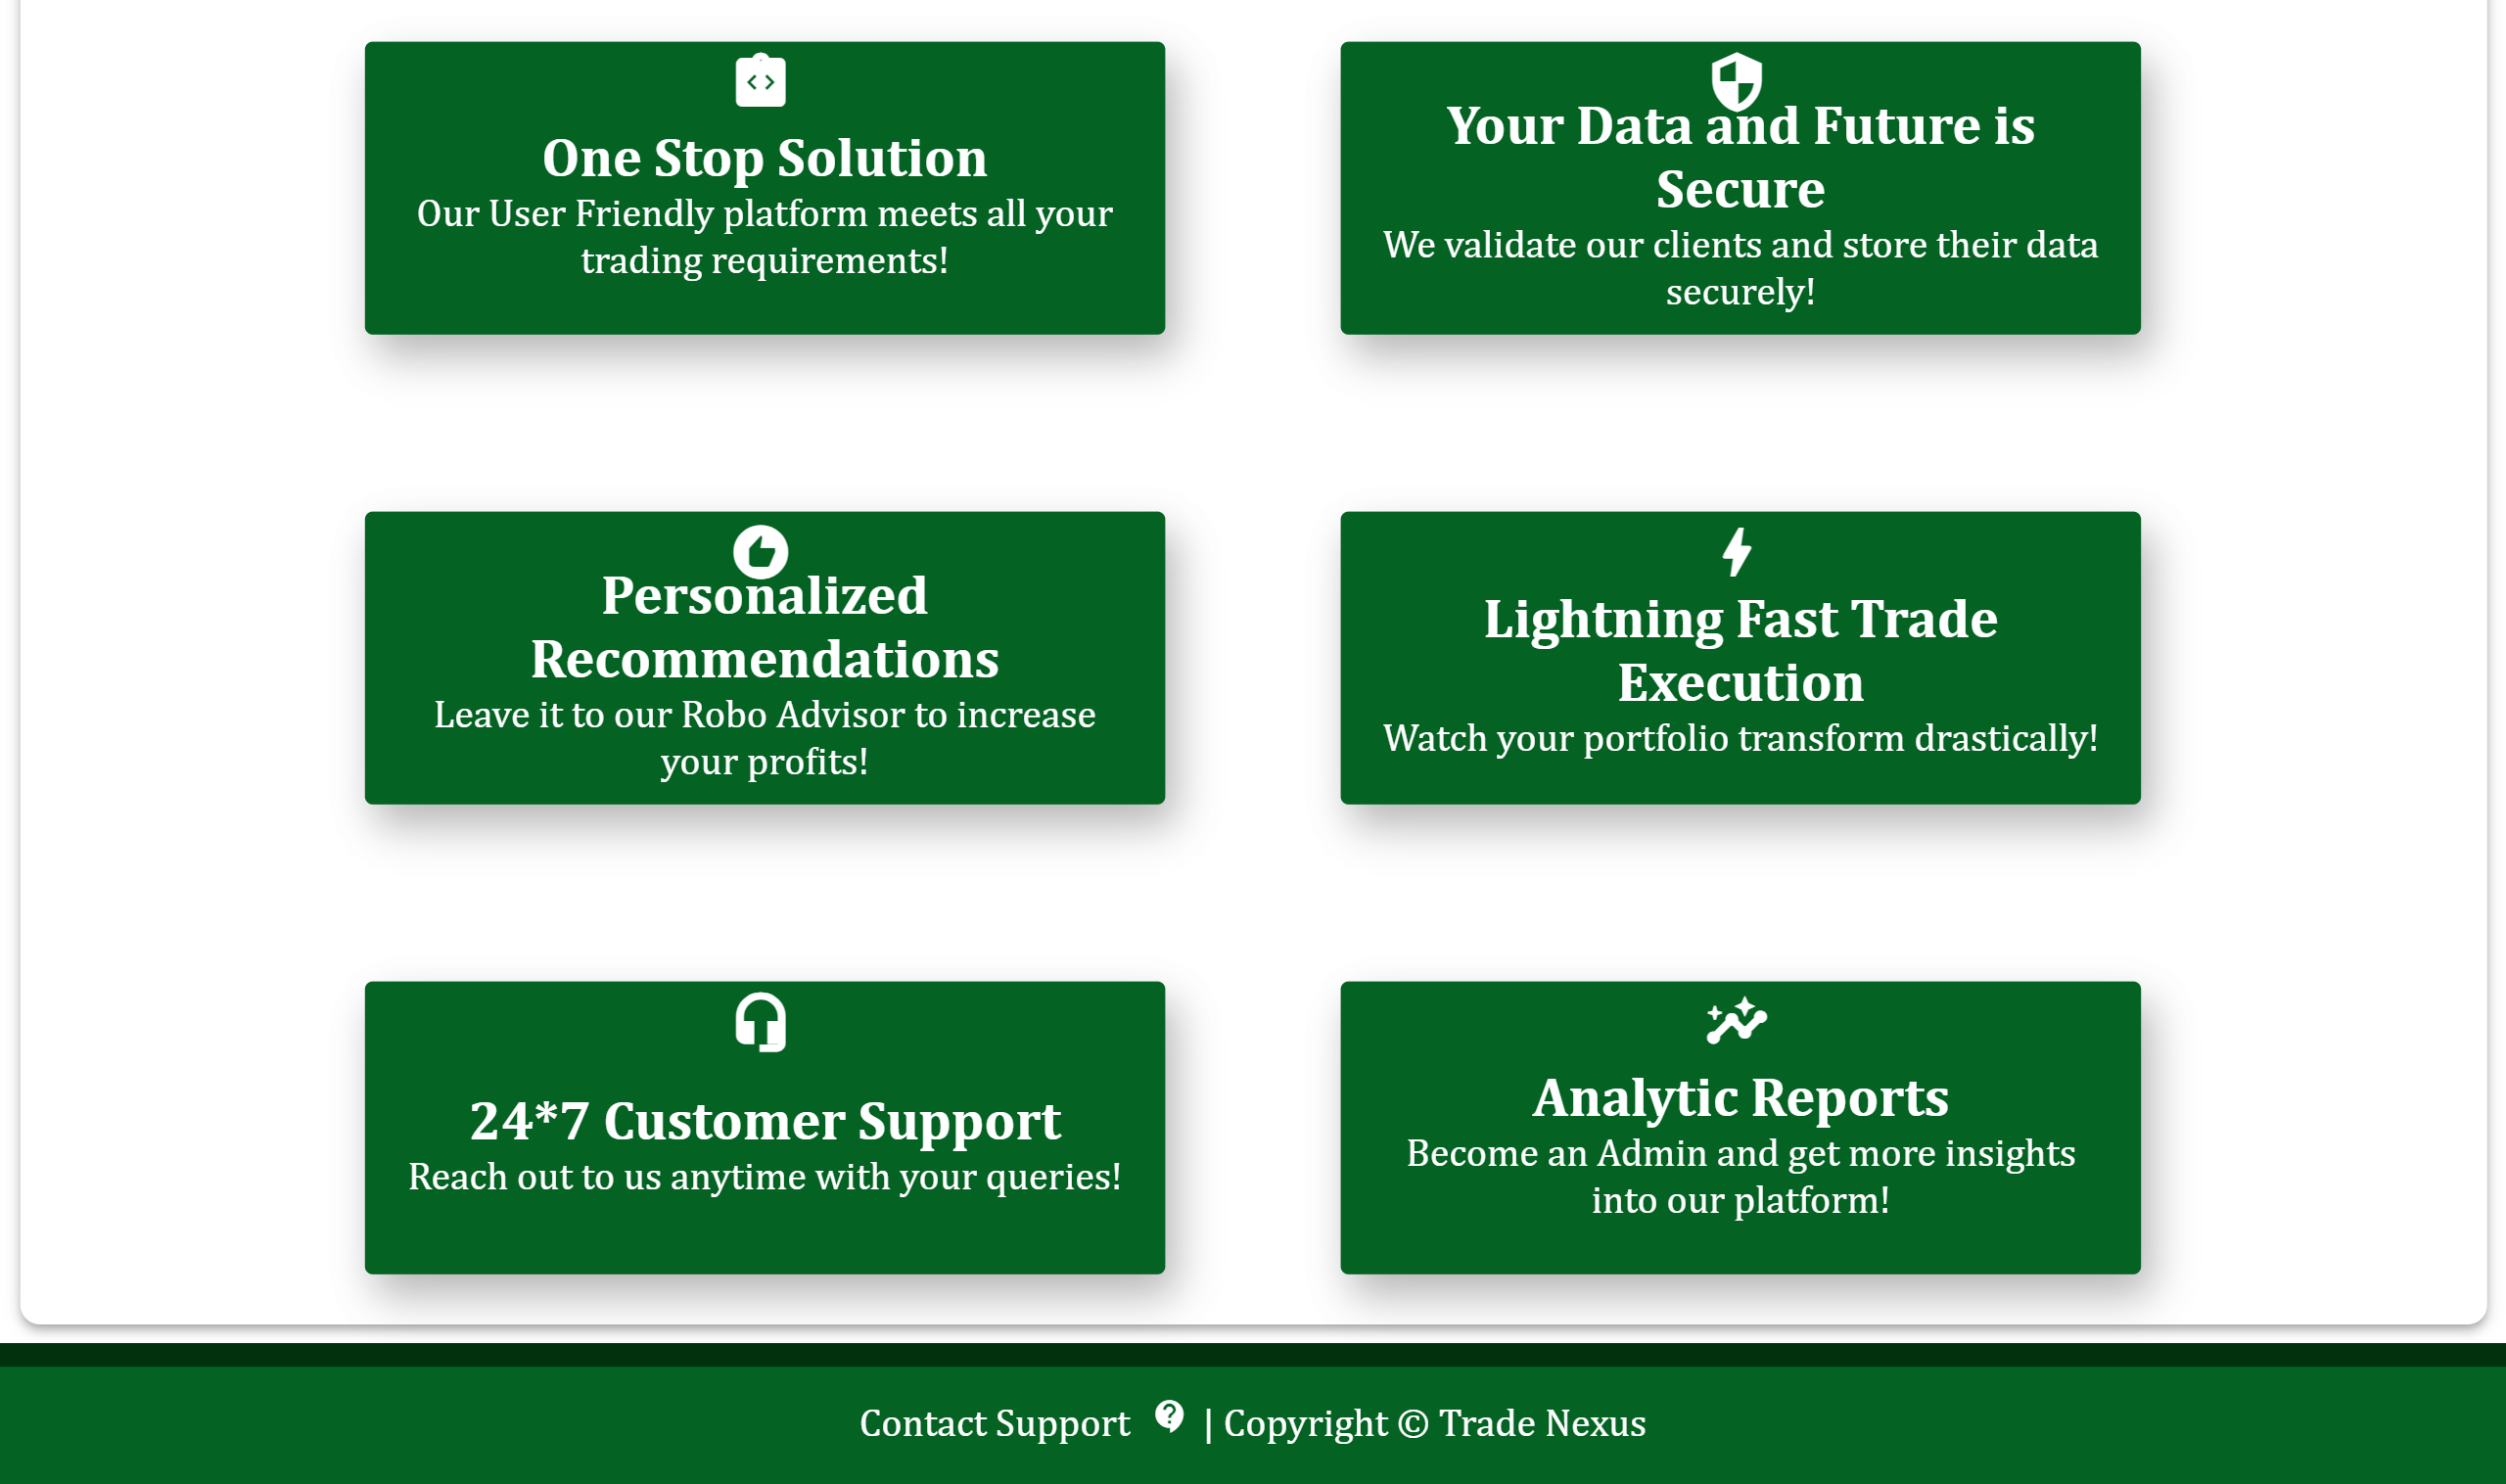 One Stop Solution
Our User Friendly platform meets all your
trading requirements!
Your Data and Future is
Secure
We validate our clients and store their data
securely!
Personalized
Recommendations
Leave it to our Robo Advisor to increase
your profits!
Lightning Fast Trade
Execution
Watch your portfolio transform drastically!
24*7 Customer Support
Reach out to us anytime with your queries!
Analytic Reports
Become an Admin and get more insights
into our platform!
Contact Support | Copyright © Trade Nexus